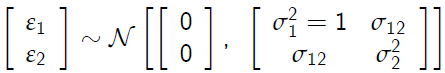 [ ε₁ ε₂ ] ~ N [ [ 0 0 ] , [ σ₁² = 1 σ₁₂ σ₁₂ σ₂² ] ]